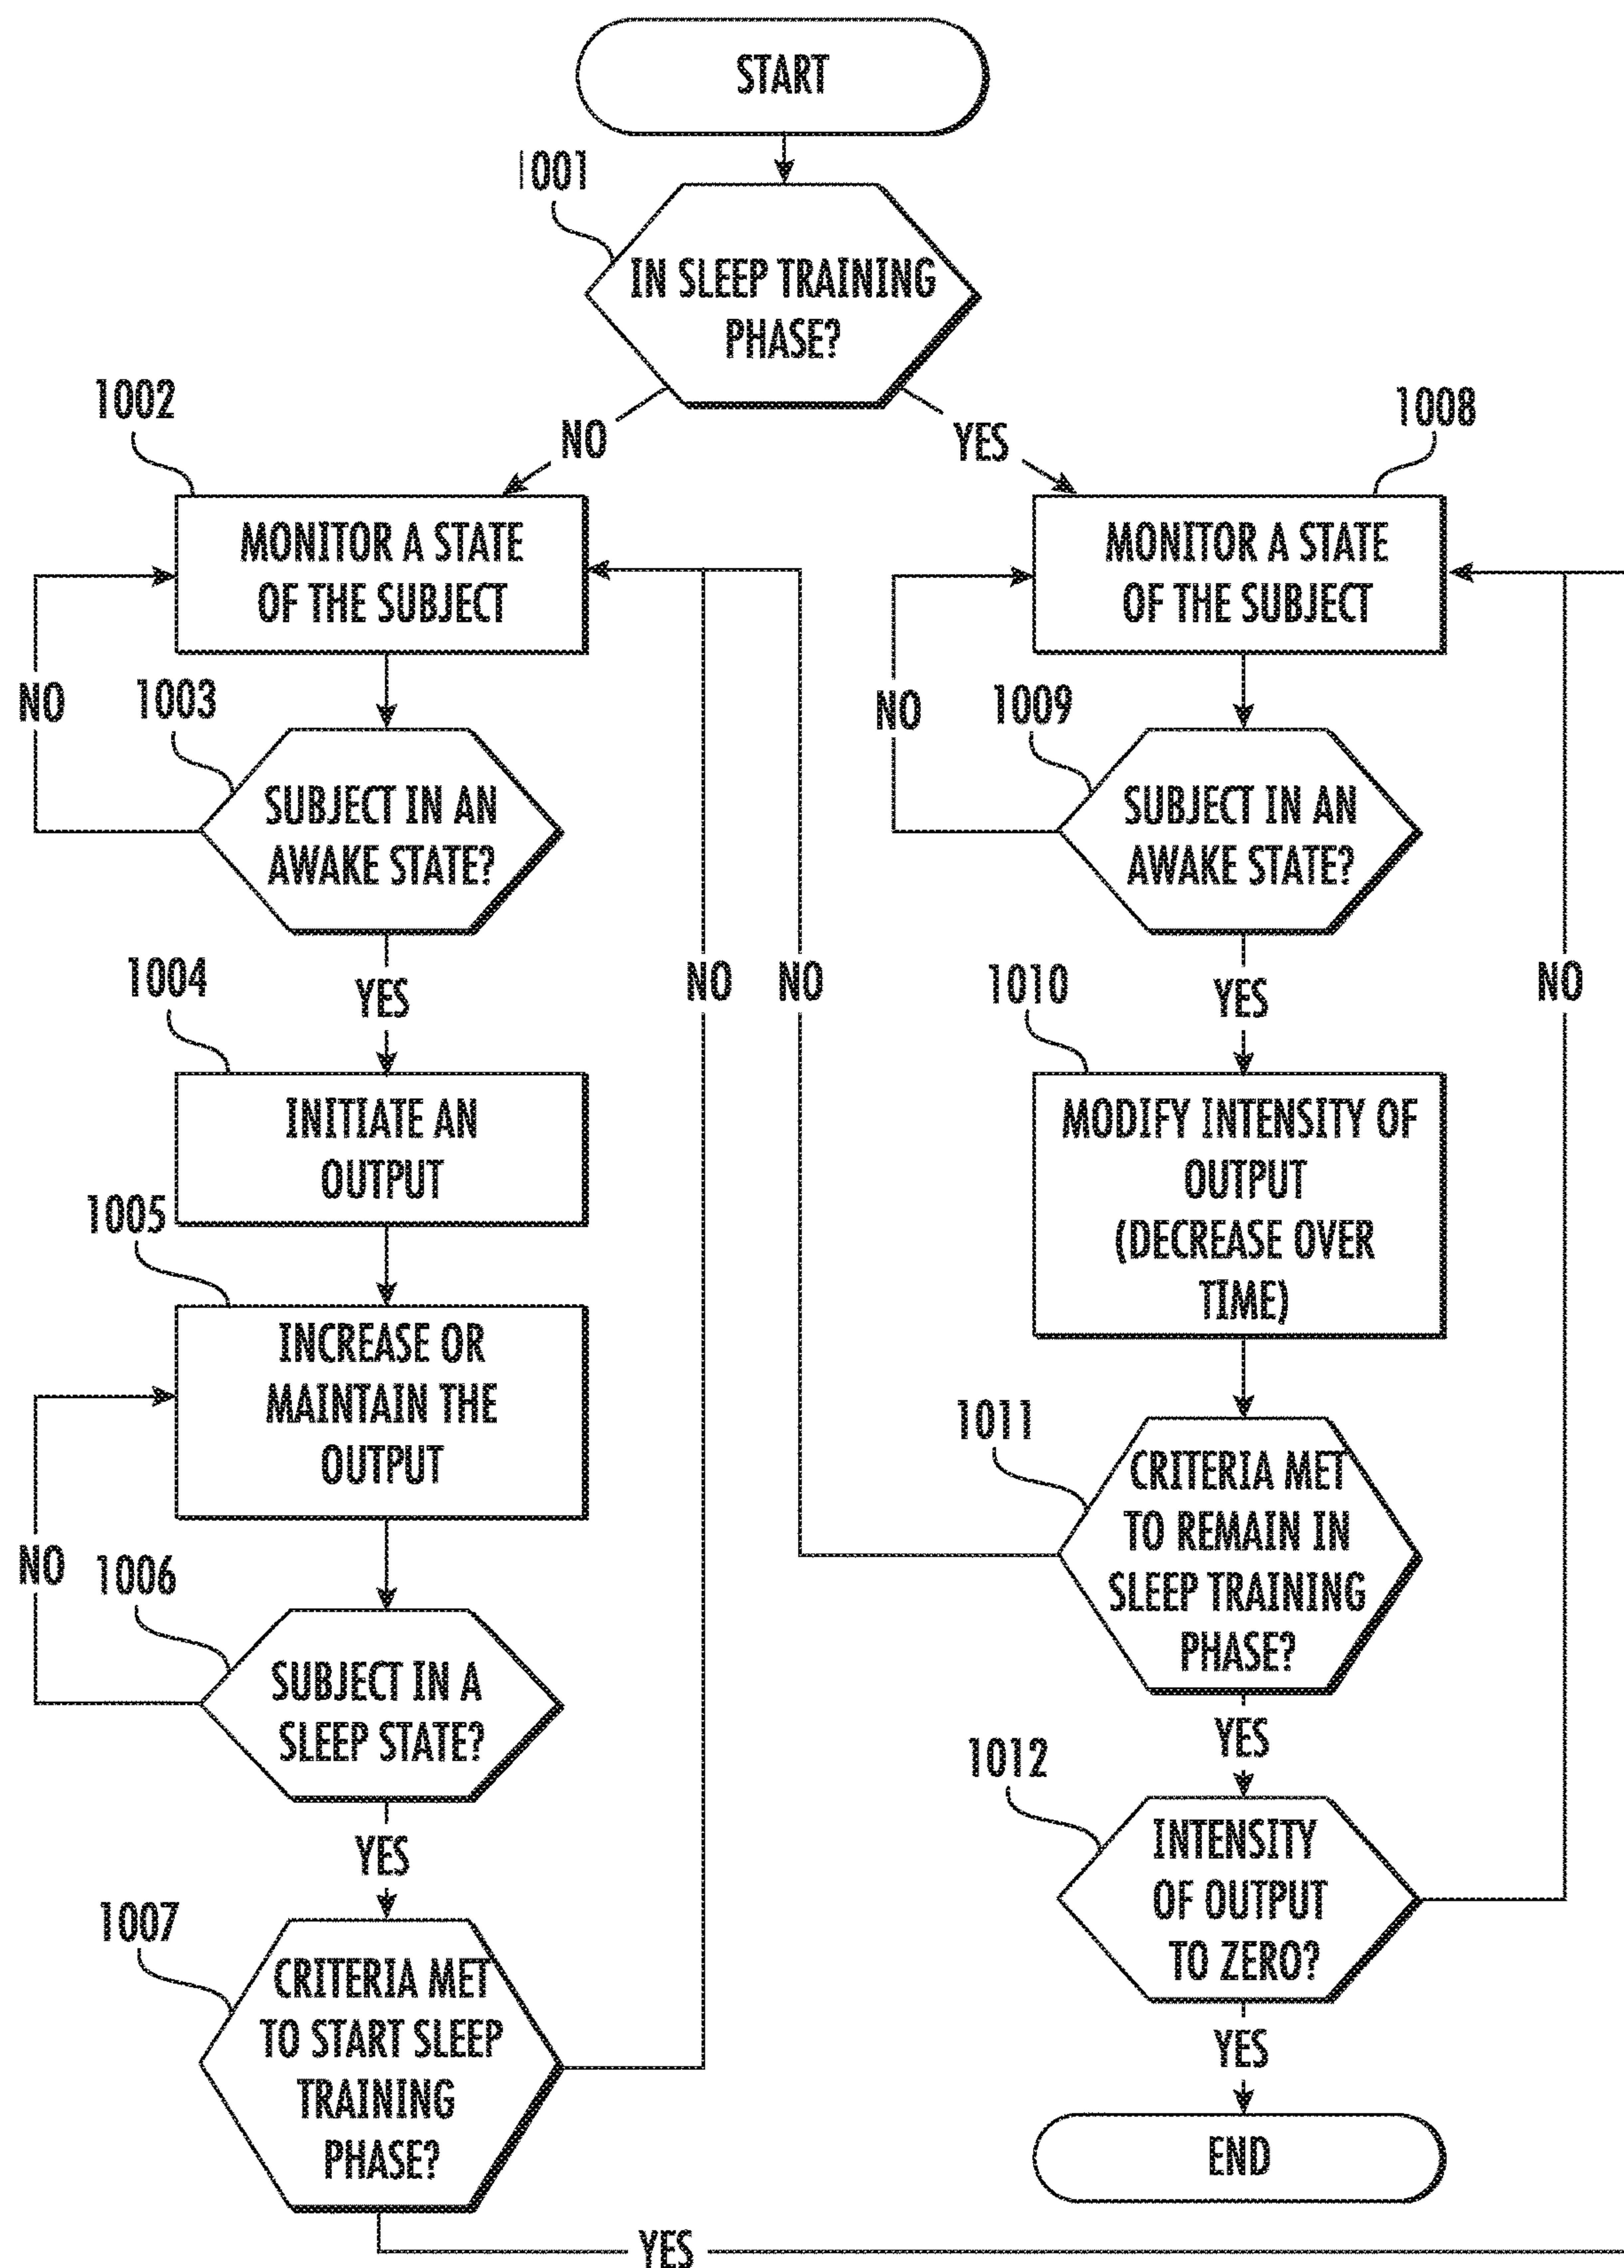 START
1001
IN SLEEP TRAINING
PHASE?
NO
YES
1002
MONITOR A STATE
OF THE SUBJECT
NO
1003
SUBJECT IN AN
AWAKE STATE?
YES
1004
INITIATE AN
OUTPUT
1005
INCREASE OR
MAINTAIN THE
OUTPUT
NO
1006
SUBJECT IN A
SLEEP STATE?
YES
1007
CRITERIA MET
TO START SLEEP
TRAINING
PHASE?
NO
YES
1008
MONITOR A STATE
OF THE SUBJECT
NO
1009
SUBJECT IN AN
AWAKE STATE?
YES
1010
MODIFY INTENSITY OF
OUTPUT
(DECREASE OVER
TIME)
1011
CRITERIA MET
TO REMAIN IN
SLEEP TRAINING
PHASE?
NO
YES
1012
INTENSITY
OF OUTPUT
TO ZERO?
NO
YES
END